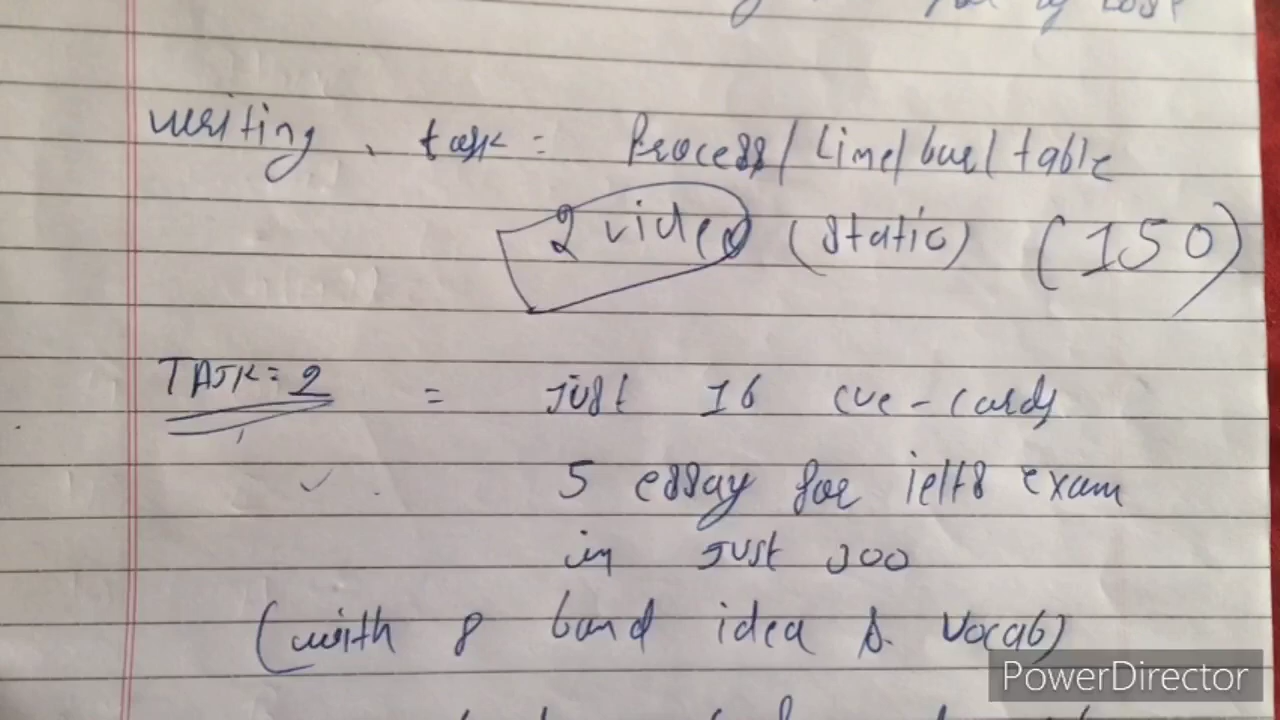 writing task = Process/Line/bar/table
2 video (static) (150)
TASK = 2 = Just 16 cue-cards
5 essay for ielts exam
in Just 300
(with 8 band idea & vocab)
PowerDirector